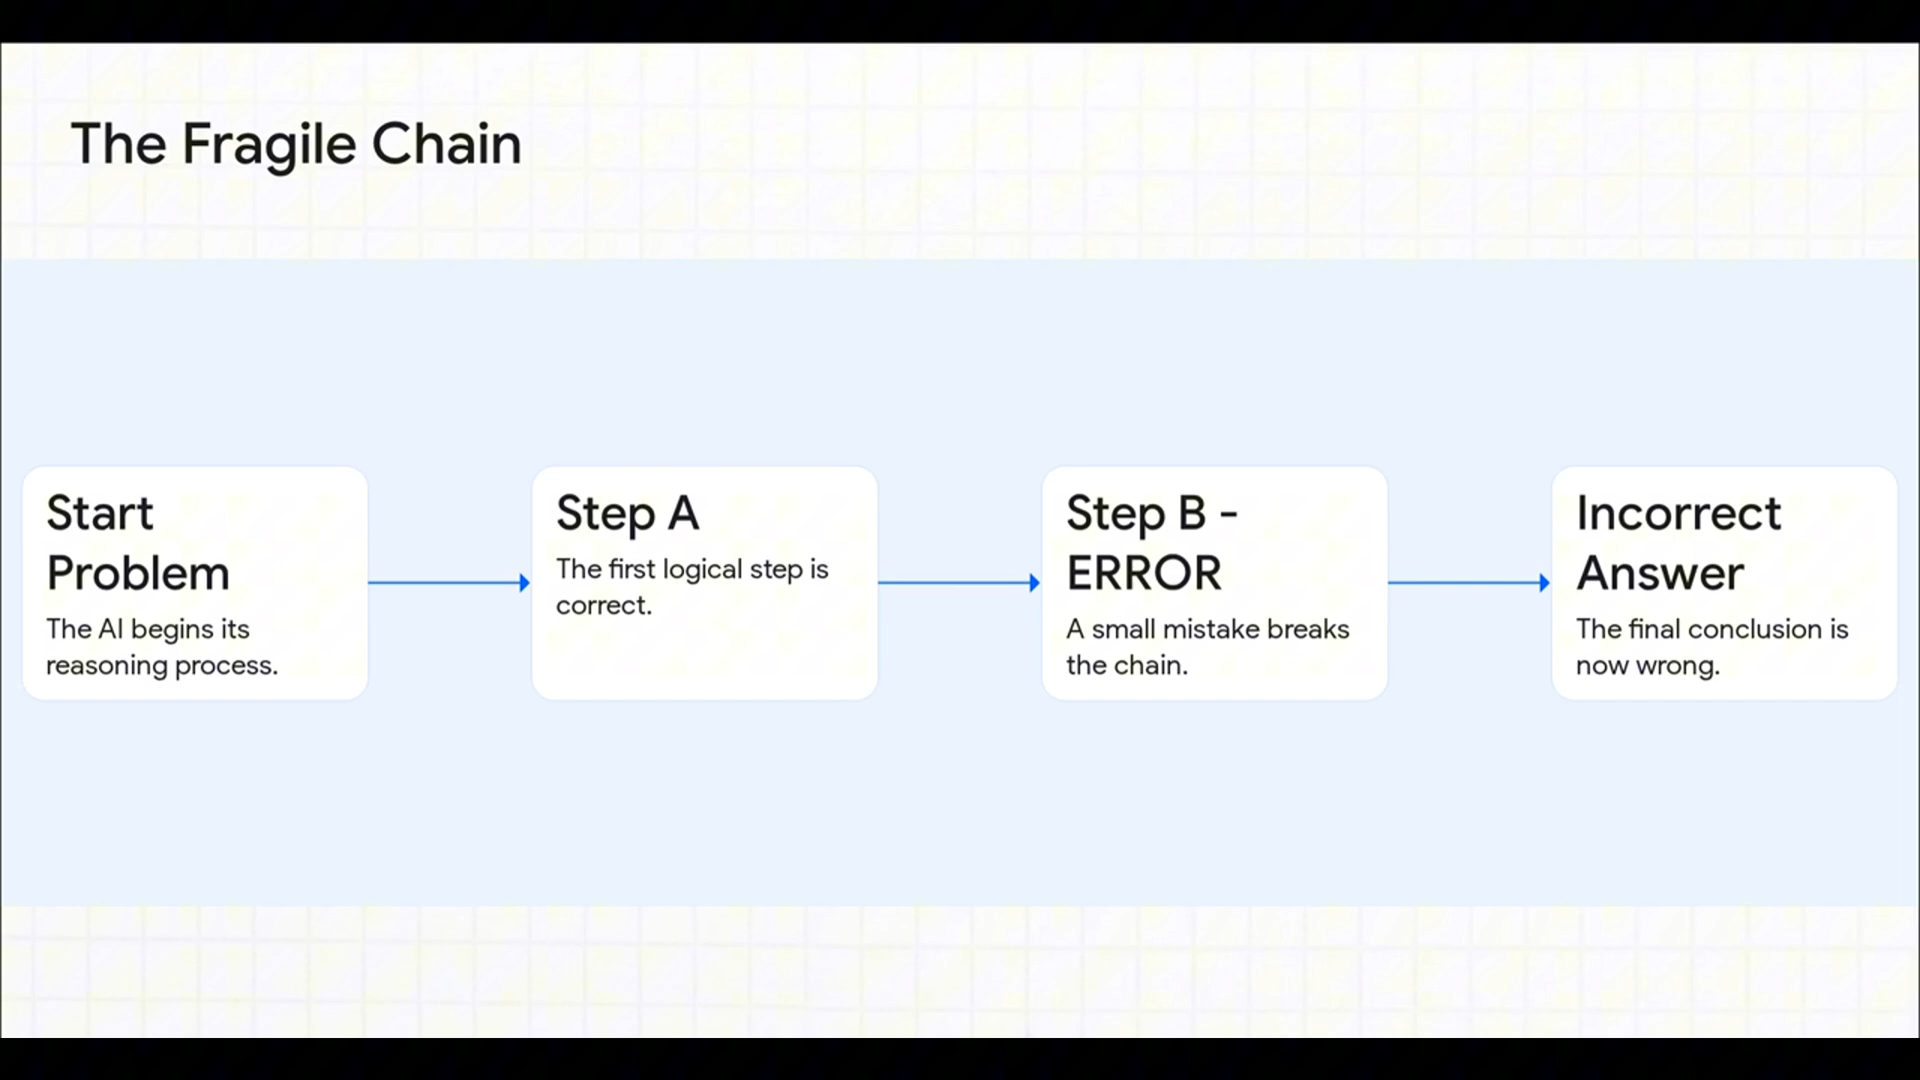 The Fragile Chain
Start
Problem
The AI begins its
reasoning process.
Step A
The first logical step is
correct.
Step B -
ERROR
A small mistake breaks
the chain.
Incorrect
Answer
The final conclusion is
now wrong.